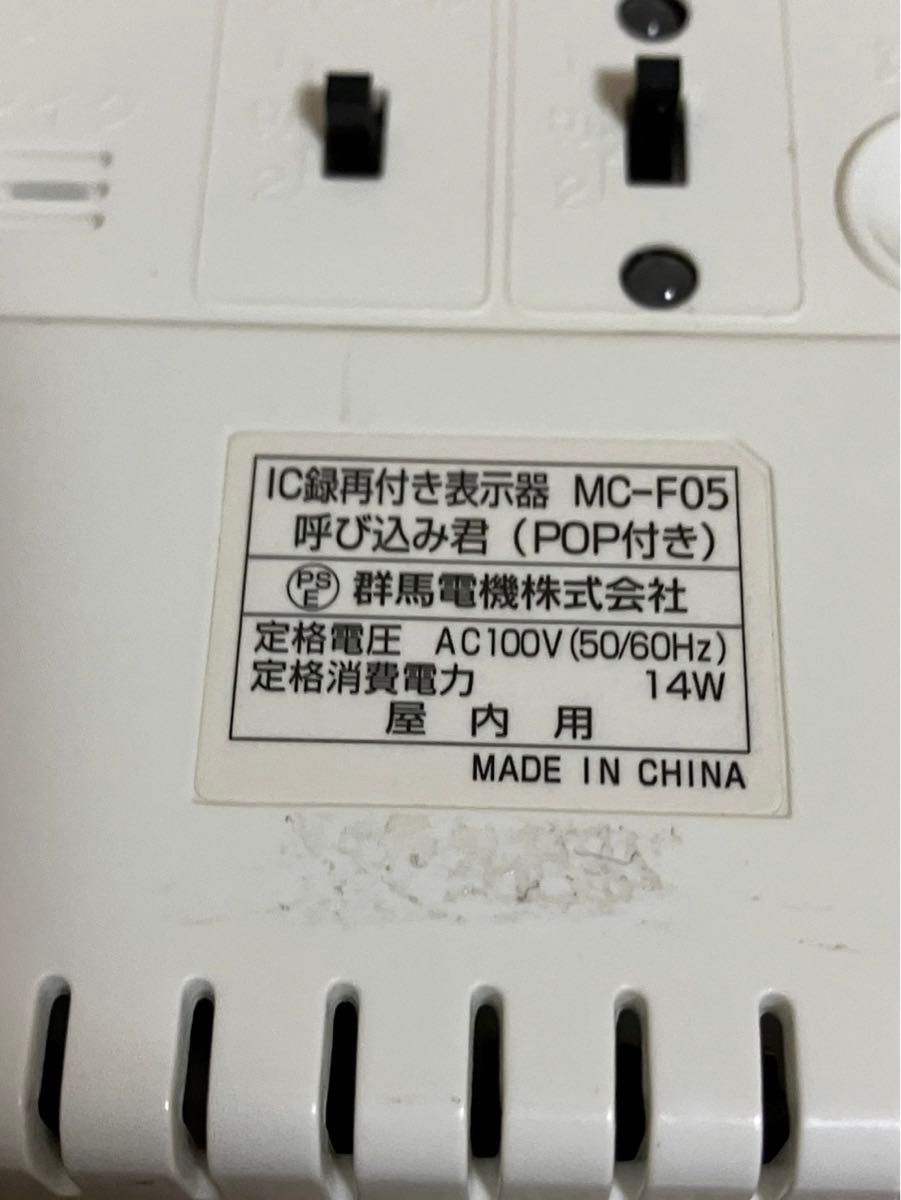 IC録再付き表示器 MC-F05
呼び込み君（POP付き）
PSE 群馬電機株式会社
定格電圧 AC100V(50/60Hz)
定格消費電力 14W
屋 内 用
MADE IN CHINA